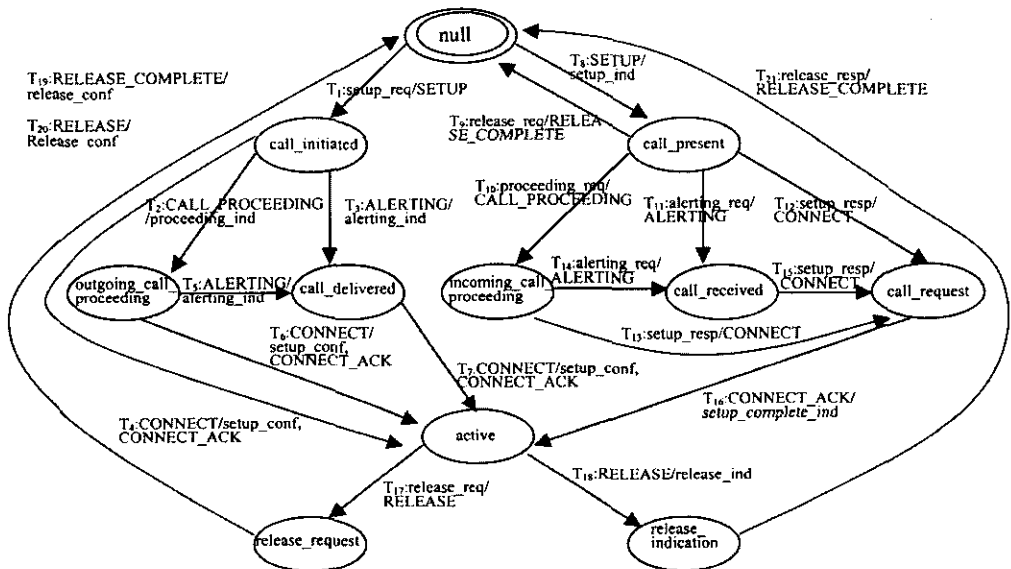 null
T₁₉:RELEASE_COMPLETE/
release_conf
T₂₀:RELEASE/
Release_conf
T₁:setup_req/SETUP
T₈:SETUP/
setup_ind
T₂₁:release_resp/
RELEASE_COMPLETE
T₉:release_req/RELEA
SE_COMPLETE
call_initiated
call_present
T₂:CALL_PROCEEDING
/proceeding_ind
T₃:ALERTING/
alerting_ind
T₁₀:proceeding_req/
CALL_PROCEEDING
T₁₁:alerting_req/
ALERTING
T₁₂:setup_resp/
CONNECT
outgoing_call_
proceeding
T₅:ALERTING/
alerting_ind
call_delivered
incoming_call
proceeding
T₁₄:alerting_req/
ALERTING
call_received
T₁₅:setup_resp/
CONNECT
call_request
T₆:CONNECT/
setup_conf,
CONNECT_ACK
T₁₃:setup_resp/CONNECT
T₇:CONNECT/setup_conf,
CONNECT_ACK
T₁₆:CONNECT_ACK/
setup_complete_ind
T₄:CONNECT/setup_conf,
CONNECT_ACK
active
T₁₇:release_req/
RELEASE
T₁₈:RELEASE/release_ind
release_request
release_
indication